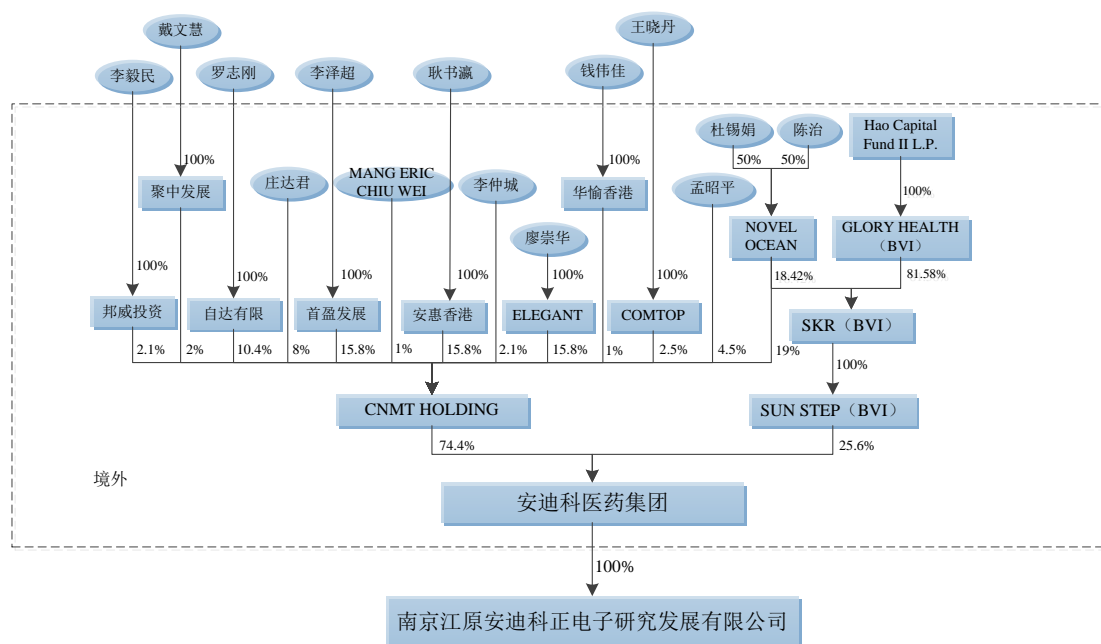 戴文慧
王晓丹
李毅民
罗志刚
李泽超
耿书瀛
钱伟佳
杜锡娟
陈治
Hao Capital
Fund II L.P.
50%
50%
100%
100%
庄达君
MANG ERIC
CHIU WEI
李仲城
孟昭平
聚中发展
华愉香港
100%
廖崇华
NOVEL
OCEAN
GLORY HEALTH
(BVI)
100%
100%
100%
100%
100%
100%
18.42%
81.58%
邦威投资
自达有限
首盈发展
安惠香港
ELEGANT
COMTOP
SKR（BVI）
2.1%
2%
10.4%
8%
15.8%
1%
15.8%
2.1%
15.8%
1%
2.5%
4.5%
19%
100%
CNMT HOLDING
SUN STEP（BVI）
74.4%
25.6%
境外
安迪科医药集团
100%
南京江原安迪科正电子研究发展有限公司